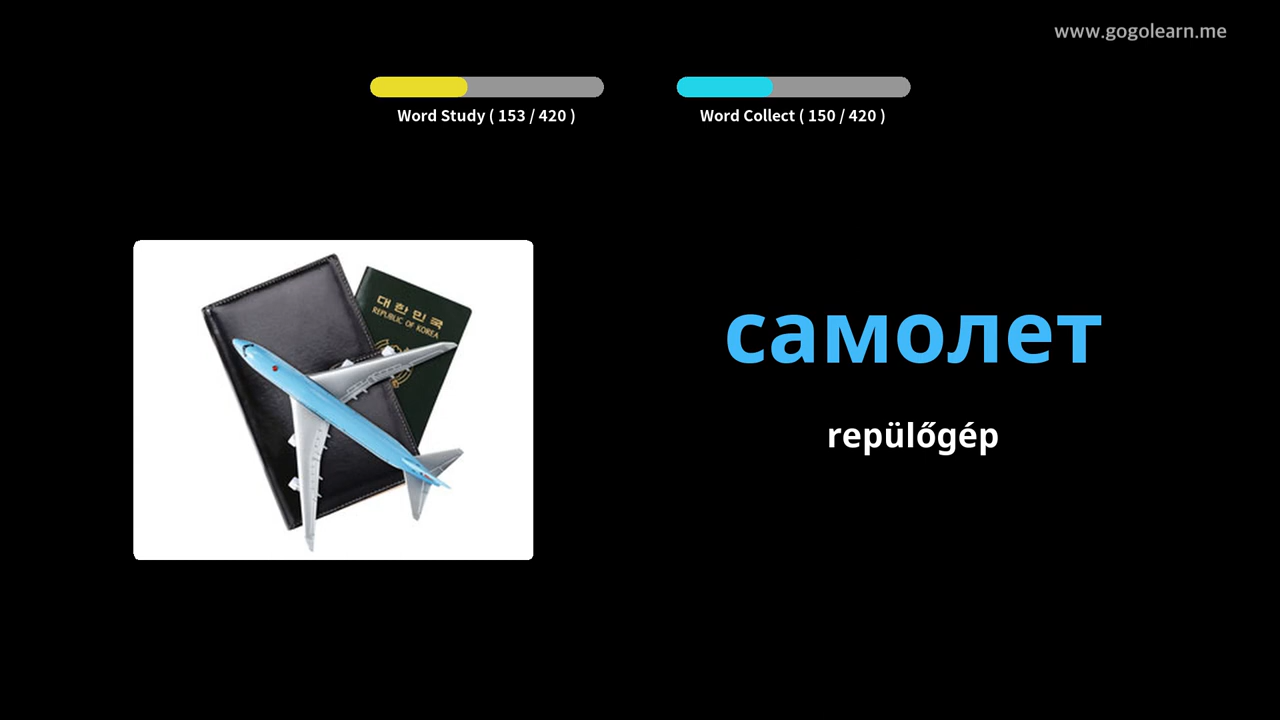 www.gogolearn.me
Word Study ( 153 / 420 )
Word Collect ( 150 / 420 )
대한민국
REPUBLIC OF KOREA
самолет
repülőgép